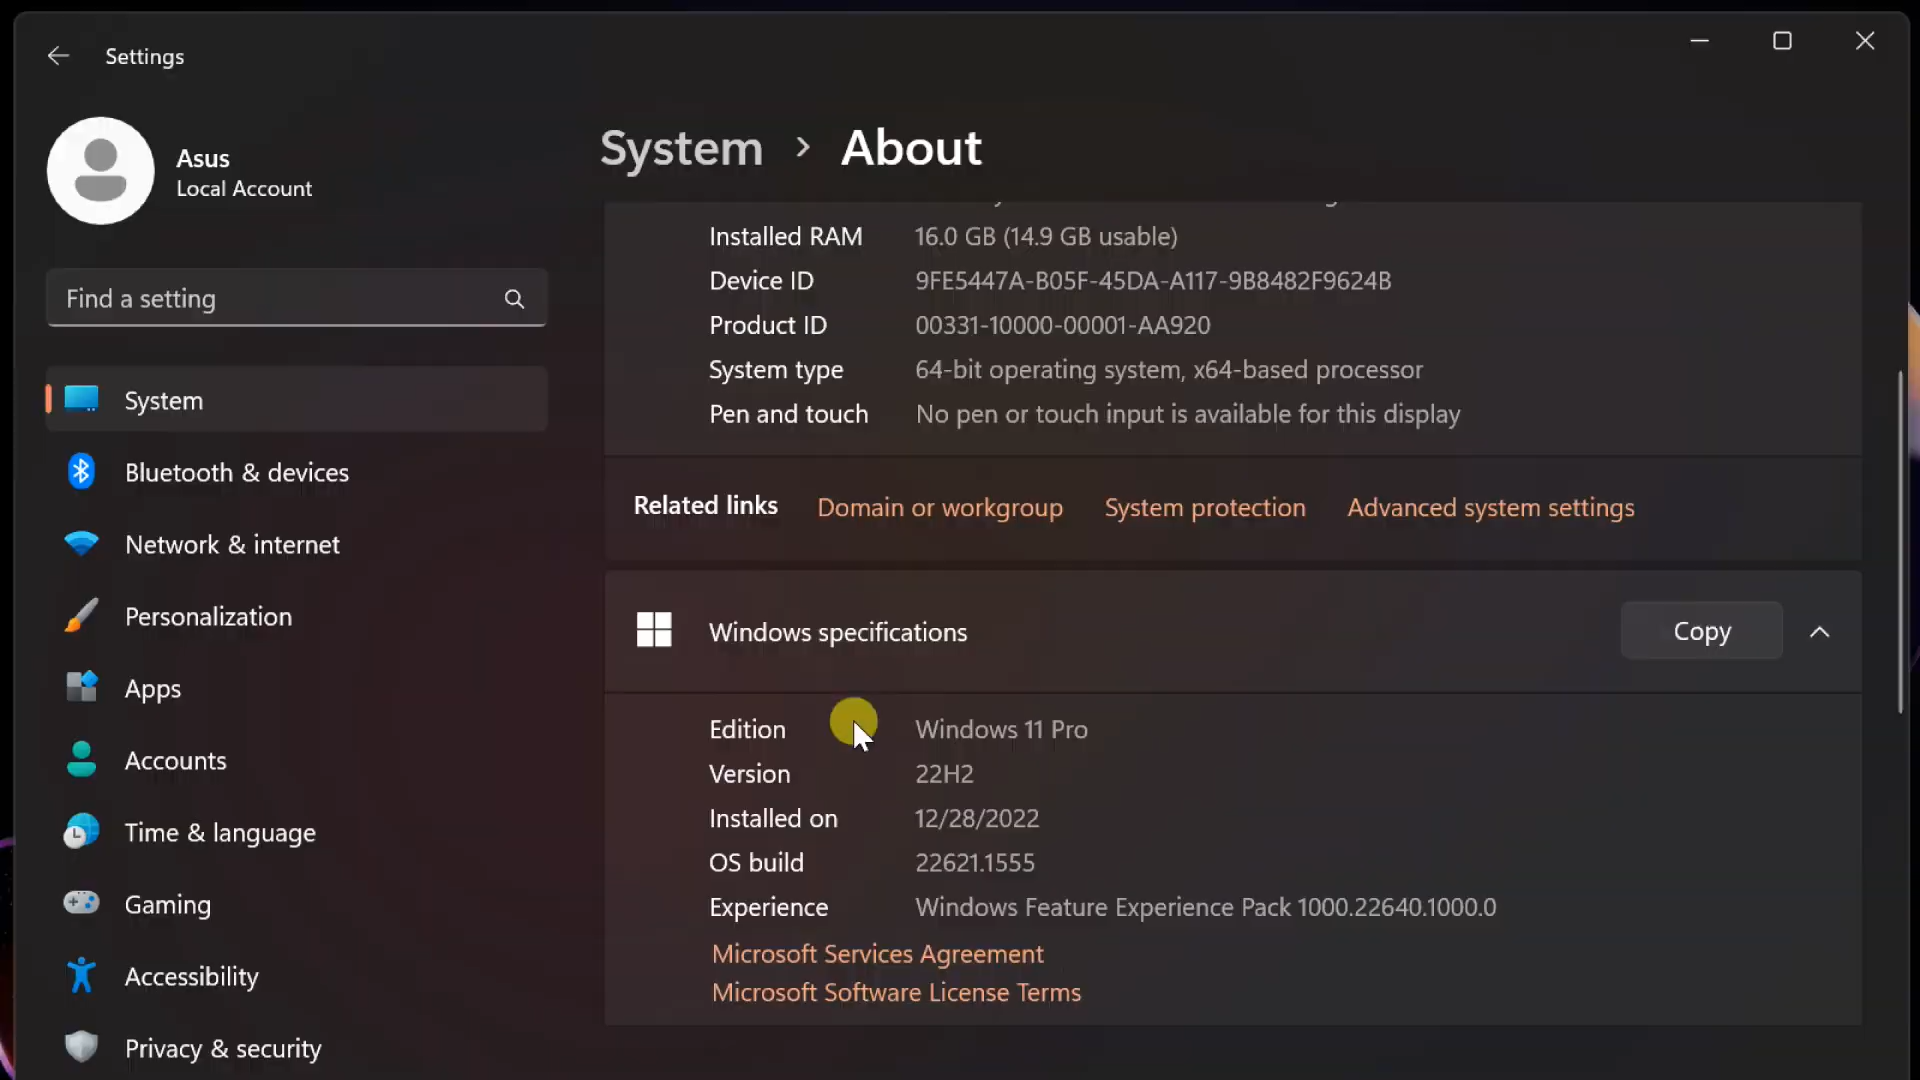 Settings
Asus
Local Account
Find a setting
System
Bluetooth & devices
Network & internet
Personalization
Apps
Accounts
Time & language
Gaming
Accessibility
Privacy & security
System > About
Installed RAM 16.0 GB (14.9 GB usable)
Device ID 9FE5447A-B05F-45DA-A117-9B8482F9624B
Product ID 00331-10000-00001-AA920
System type 64-bit operating system, x64-based processor
Pen and touch No pen or touch input is available for this display
Related links Domain or workgroup System protection Advanced system settings
Windows specifications Copy
Edition Windows 11 Pro
Version 22H2
Installed on 12/28/2022
OS build 22621.1555
Experience Windows Feature Experience Pack 1000.22640.1000.0
Microsoft Services Agreement
Microsoft Software License Terms